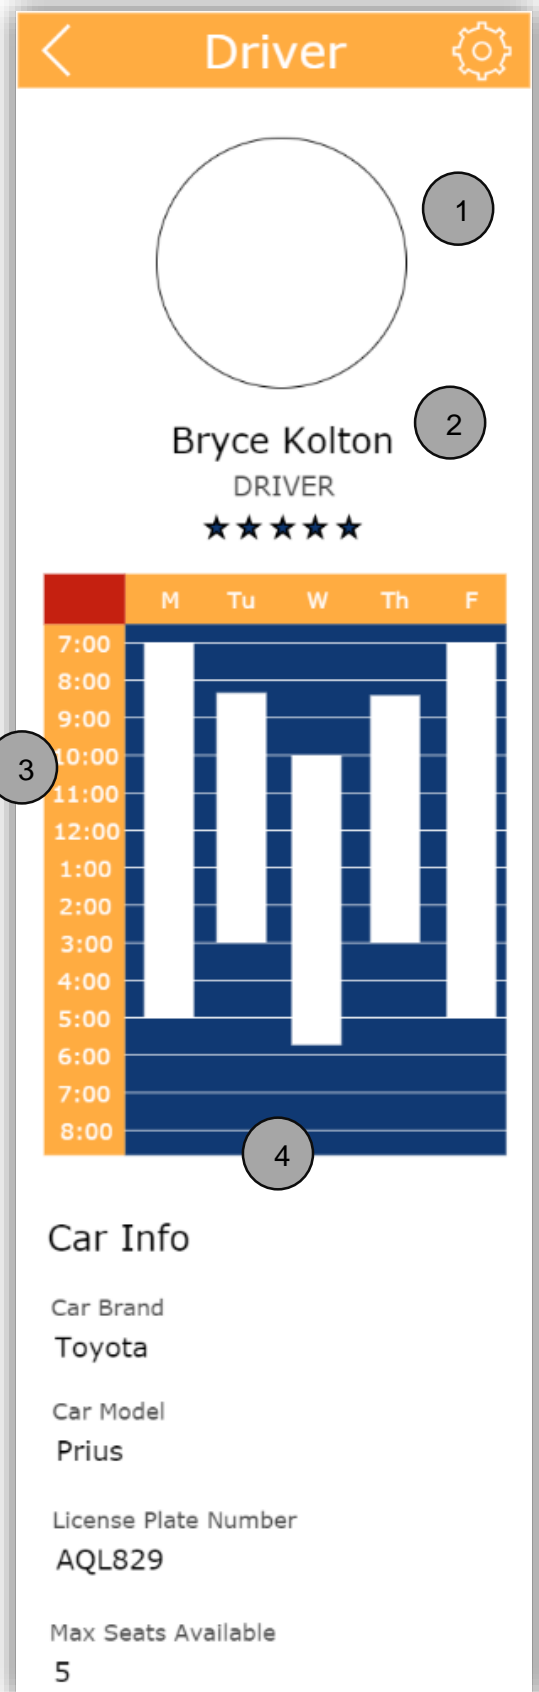 Driver
1
2
Bryce Kolton
DRIVER
M Tu W Th F
7:00
8:00
9:00
3
10:00
11:00
12:00
1:00
2:00
3:00
4:00
5:00
6:00
7:00
8:00
4
Car Info
Car Brand
Toyota
Car Model
Prius
License Plate Number
AQL829
Max Seats Available
5